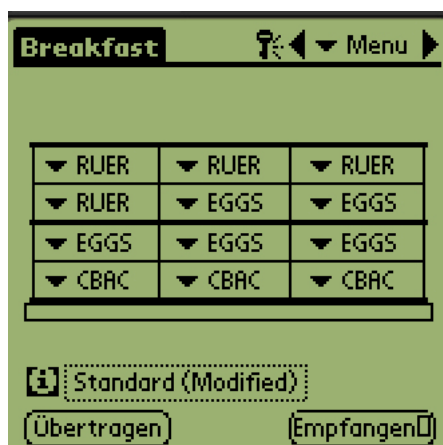 Breakfast Menu
RUER RUER RUER
RUER EGGS EGGS
EGGS EGGS EGGS
CBAC CBAC CBAC
Standard (Modified)
Übertragen Empfangen